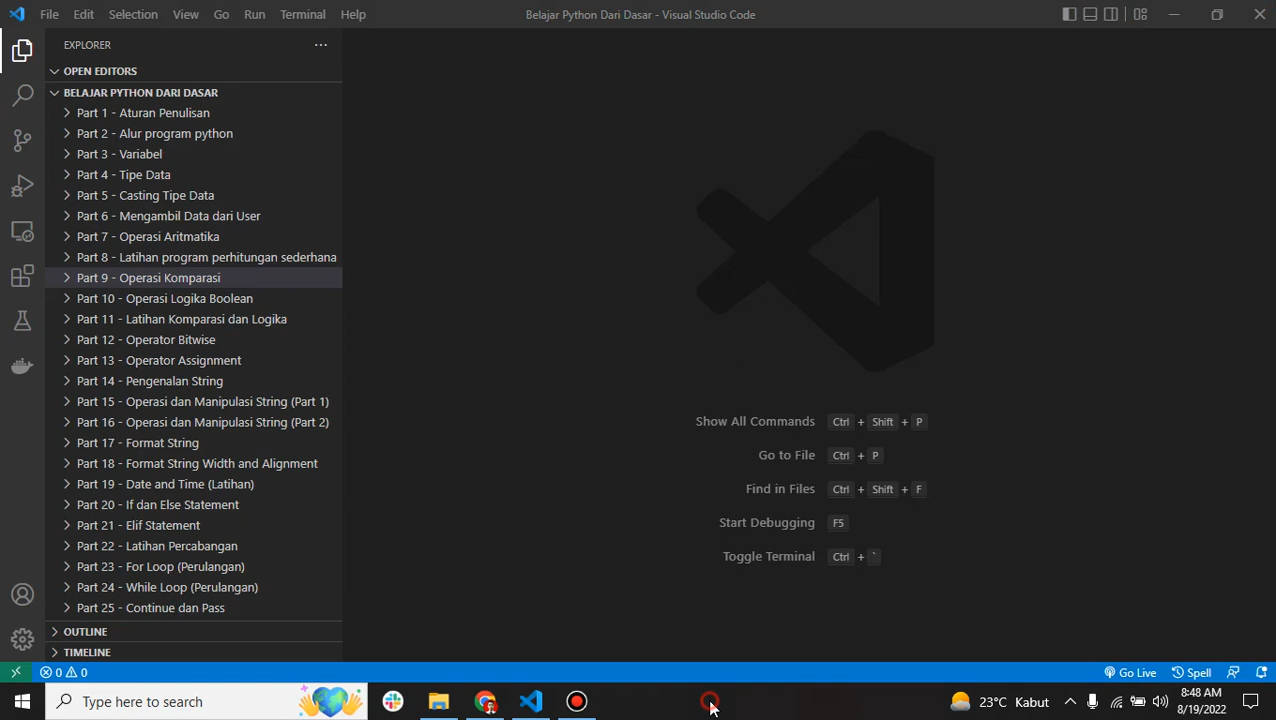 File Edit Selection View Go Run Terminal Help Belajar Python Dari Dasar - Visual Studio Code
EXPLORER
OPEN EDITORS
BELAJAR PYTHON DARI DASAR
Part 1 - Aturan Penulisan
Part 2 - Alur program python
Part 3 - Variabel
Part 4 - Tipe Data
Part 5 - Casting Tipe Data
Part 6 - Mengambil Data dari User
Part 7 - Operasi Aritmatika
Part 8 - Latihan program perhitungan sederhana
Part 9 - Operasi Komparasi
Part 10 - Operasi Logika Boolean
Part 11 - Latihan Komparasi dan Logika
Part 12 - Operator Bitwise
Part 13 - Operator Assignment
Part 14 - Pengenalan String
Part 15 - Operasi dan Manipulasi String (Part 1)
Part 16 - Operasi dan Manipulasi String (Part 2)
Part 17 - Format String
Part 18 - Format String Width and Alignment
Part 19 - Date and Time (Latihan)
Part 20 - If dan Else Statement
Part 21 - Elif Statement
Part 22 - Latihan Percabangan
Part 23 - For Loop (Perulangan)
Part 24 - While Loop (Perulangan)
Part 25 - Continue dan Pass
OUTLINE
TIMELINE
Show All Commands Ctrl + Shift + P
Go to File Ctrl + P
Find in Files Ctrl + Shift + F
Start Debugging F5
Toggle Terminal Ctrl + `
0 0 Go Live Spell
Type here to search 23°C Kabut 8:48 AM
8/19/2022